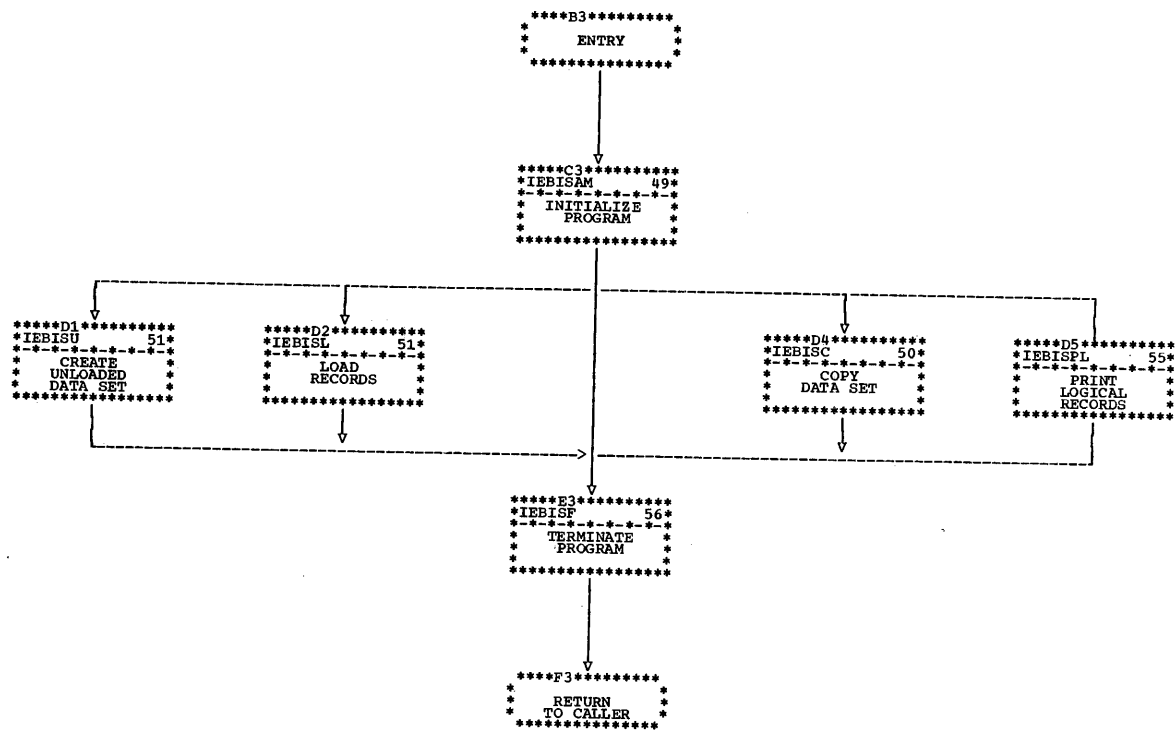 ****B3*********
ENTRY
*****C3**********
*IEBISAM 49*
*-*-*-*-*-*-*-*-*
INITIALIZE
PROGRAM
*****D1**********
*IEBISU 51*
*-*-*-*-*-*-*-*-*
CREATE
UNLOADED
DATA SET
*****D2**********
*IEBISL 51*
*-*-*-*-*-*-*-*-*
LOAD
RECORDS
*****D4**********
*IEBISC 50*
*-*-*-*-*-*-*-*-*
COPY
DATA SET
*****D5**********
*IEBISPL 55*
*-*-*-*-*-*-*-*-*
PRINT
LOGICAL
RECORDS
*****E3**********
*IEBISF 56*
*-*-*-*-*-*-*-*-*
TERMINATE
PROGRAM
****F3*********
RETURN
TO CALLER